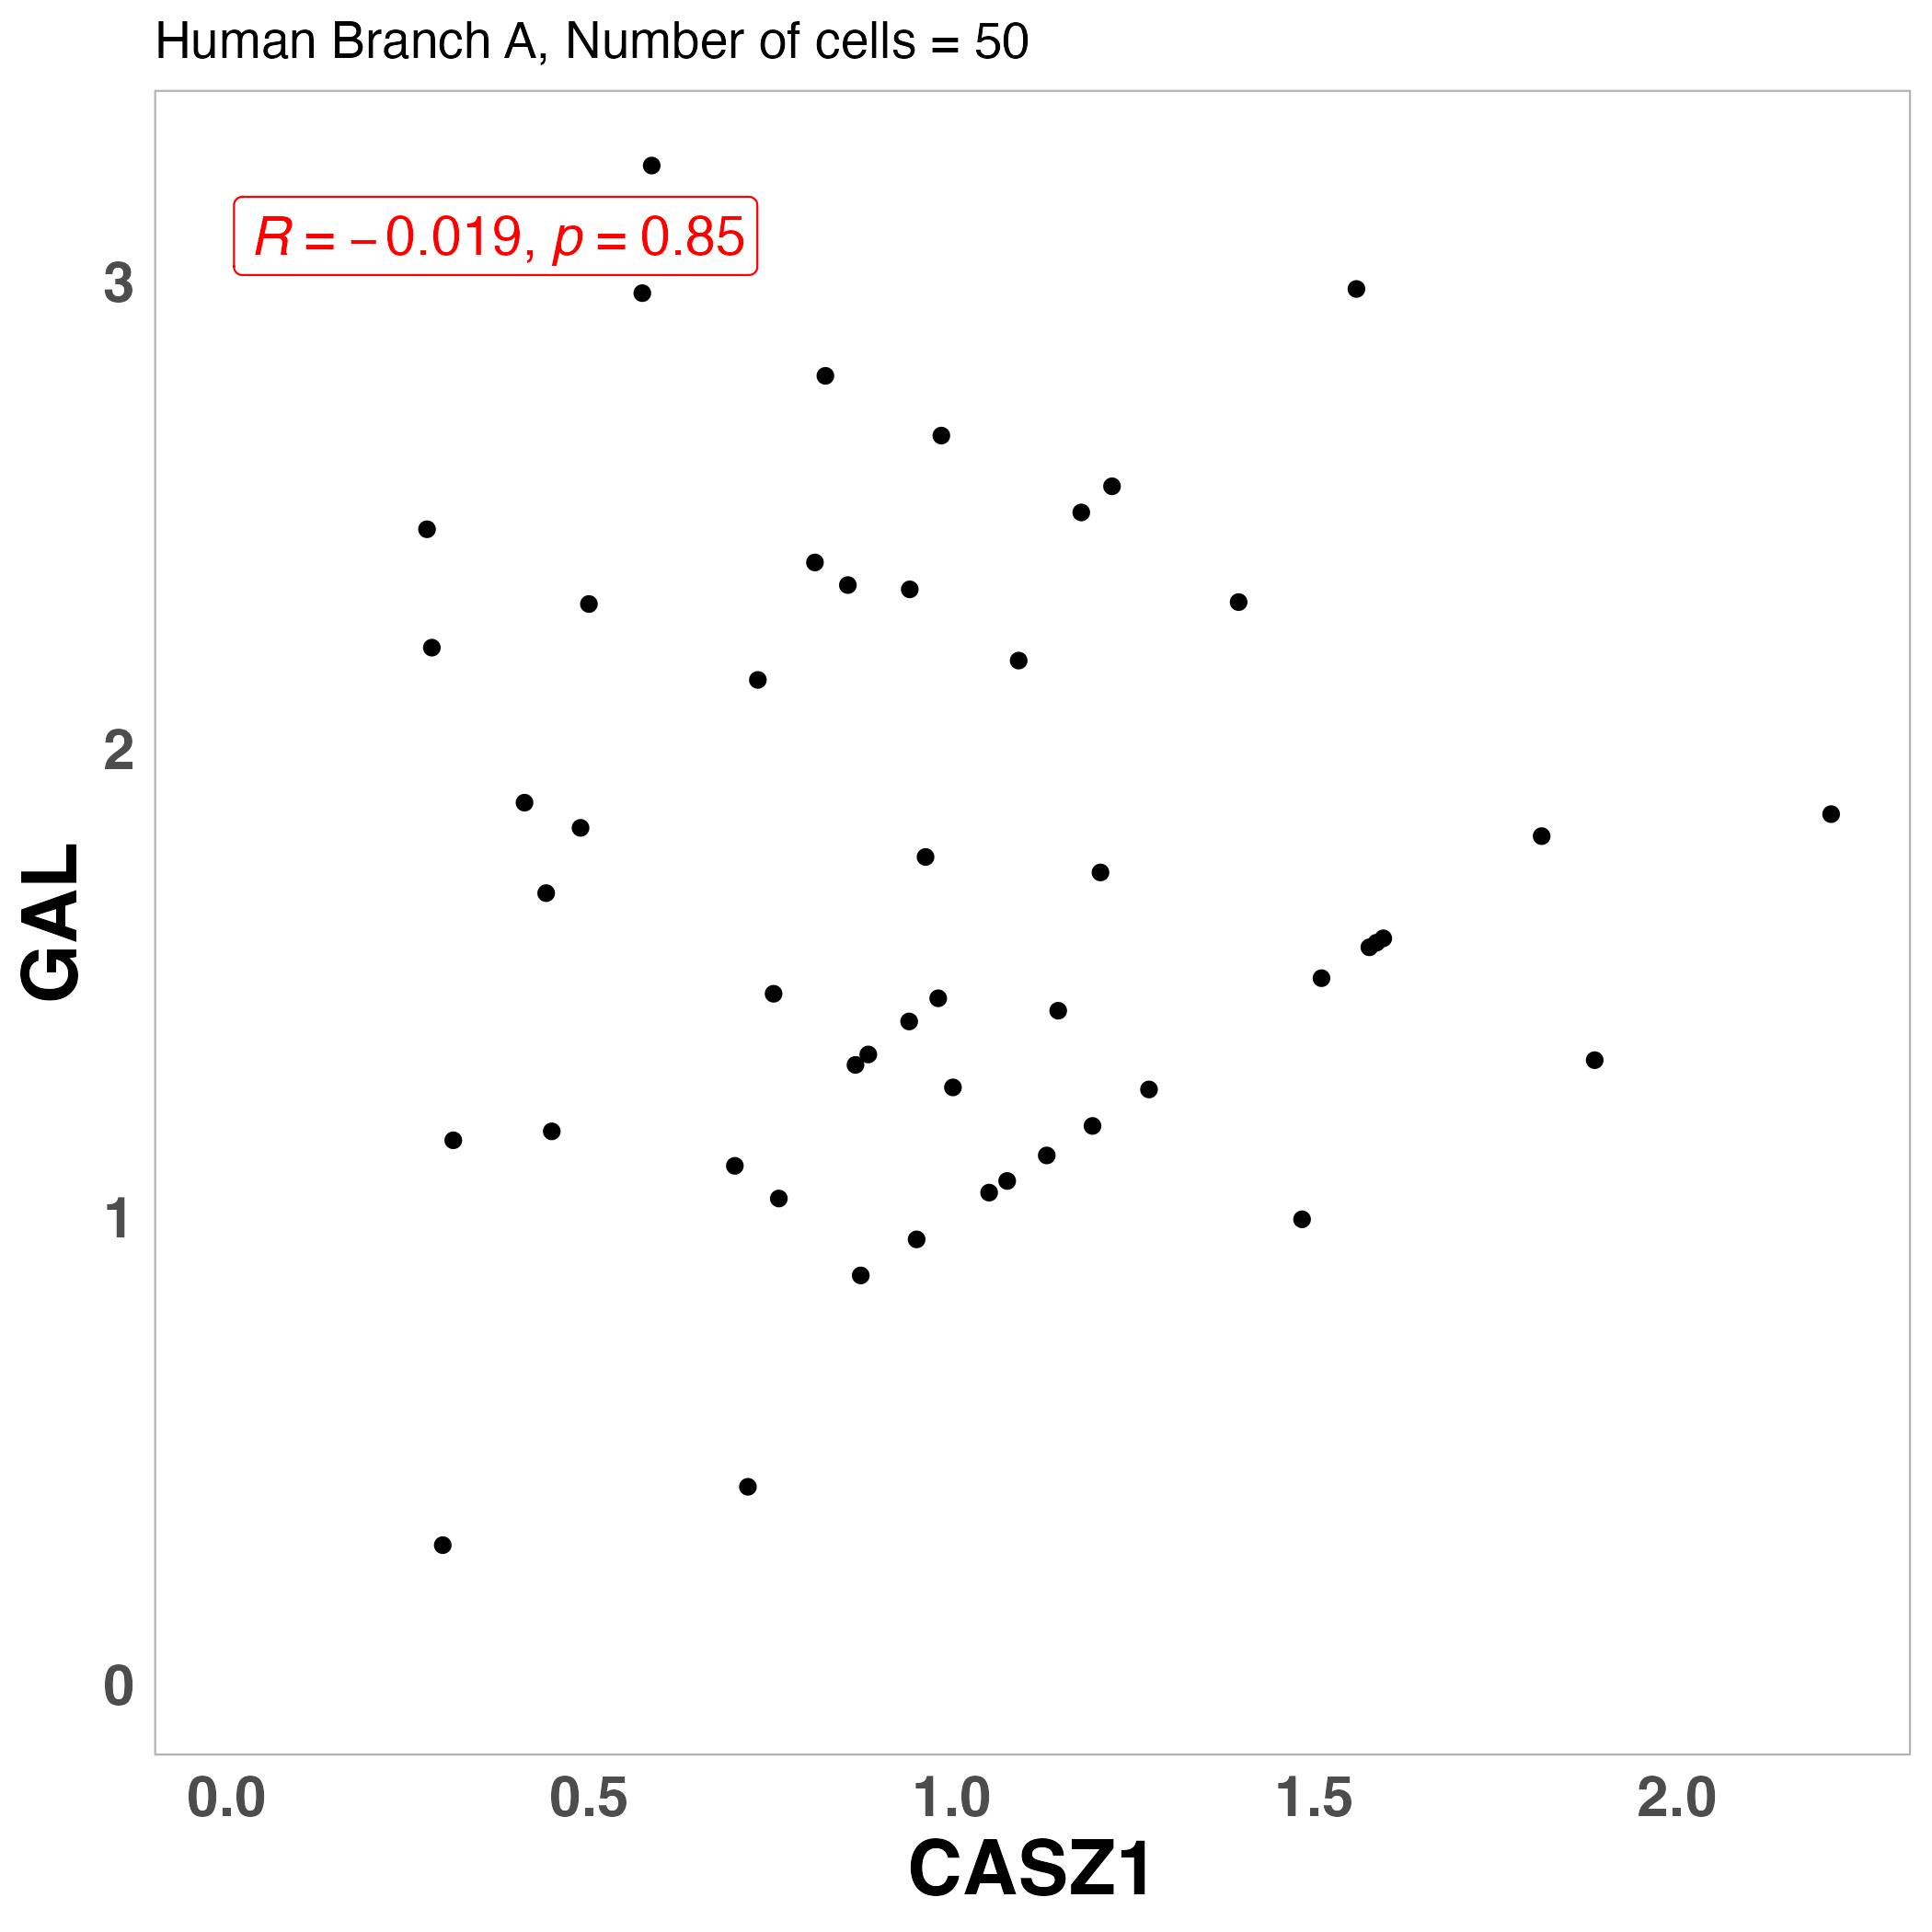 Human Branch A, Number of cells = 50
R = −0.019, p = 0.85
3
2
1
0
GAL
0.0 0.5 1.0 1.5 2.0
CASZ1